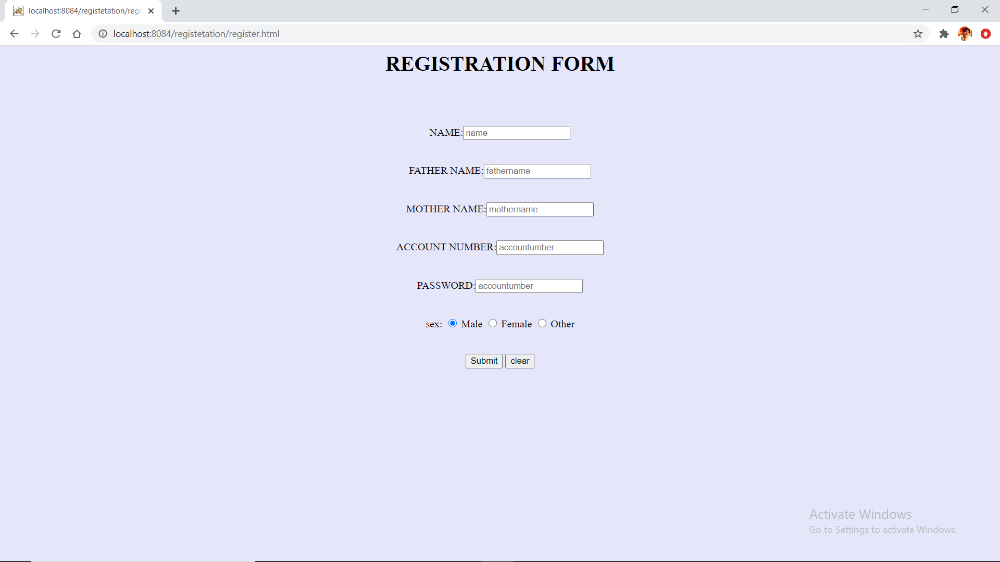 localhost:8084/registetation/regi
localhost:8084/registetation/register.html
REGISTRATION FORM
NAME: name
FATHER NAME: fathername
MOTHER NAME: mothername
ACCOUNT NUMBER: accountumber
PASSWORD: accountumber
sex: Male Female Other
Submit clear
Activate Windows
Go to Settings to activate Windows.